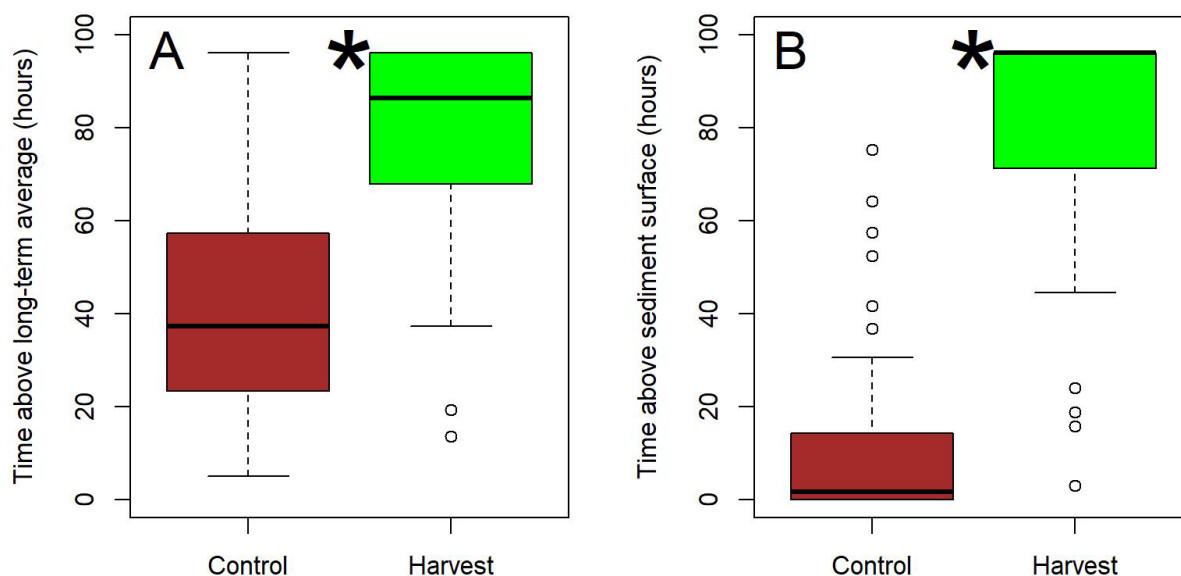 A
*
Time above long-term average (hours)
100
80
60
40
20
0
Control
Harvest
B
*
Time above sediment surface (hours)
100
80
60
40
20
0
Control
Harvest